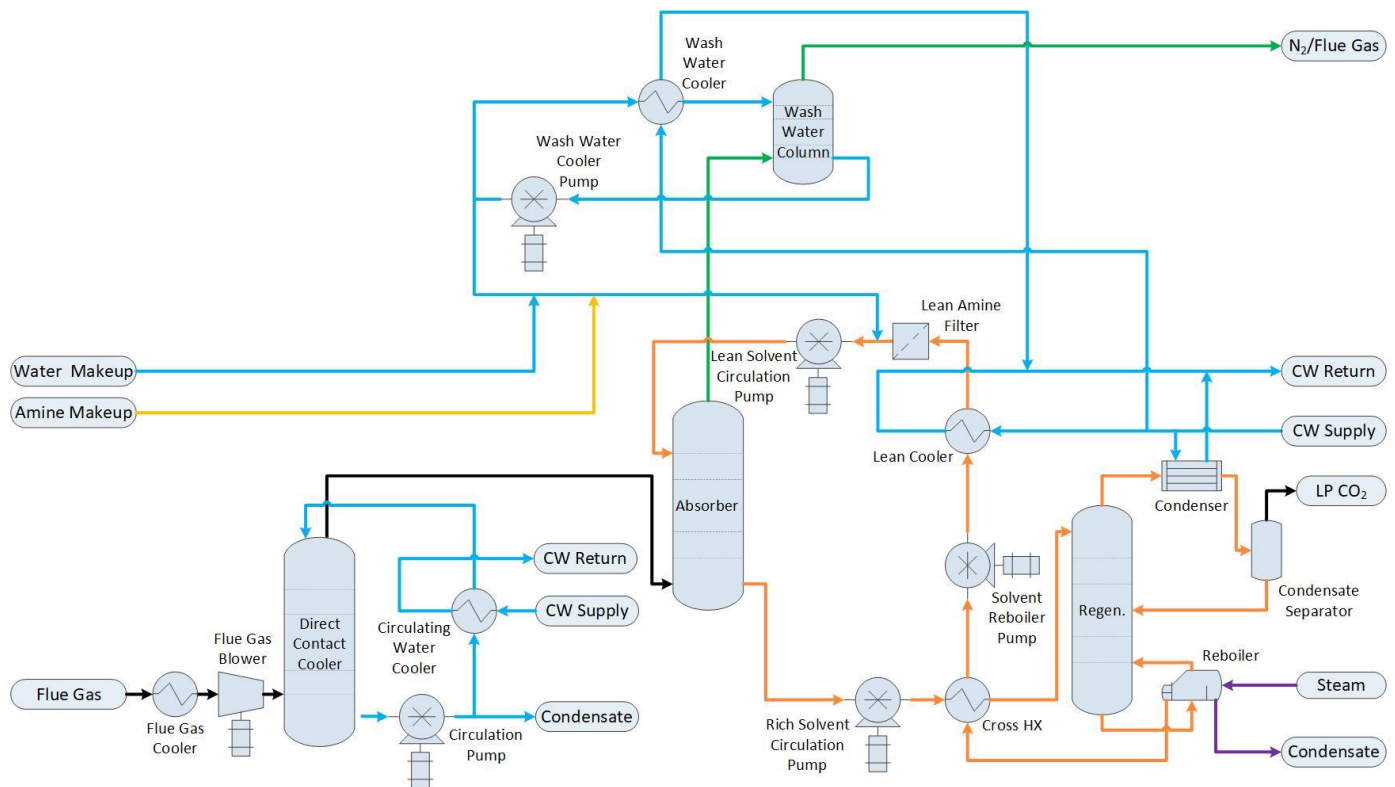 Wash
Water
Cooler
N₂/Flue Gas
Wash
Water
Column
Wash Water
Cooler
Pump
Lean Amine
Filter
Lean Solvent
Circulation
Pump
Water  Makeup
CW Return
Amine Makeup
CW Supply
Lean Cooler
Condenser
LP CO₂
Absorber
CW Return
CW Supply
Circulating
Water
Cooler
Direct
Contact
Cooler
Solvent
Reboiler
Pump
Regen.
Condensate
Separator
Flue Gas
Blower
Reboiler
Flue Gas
Steam
Flue Gas
Cooler
Circulation
Pump
Condensate
Rich Solvent
Circulation
Pump
Cross HX
Condensate